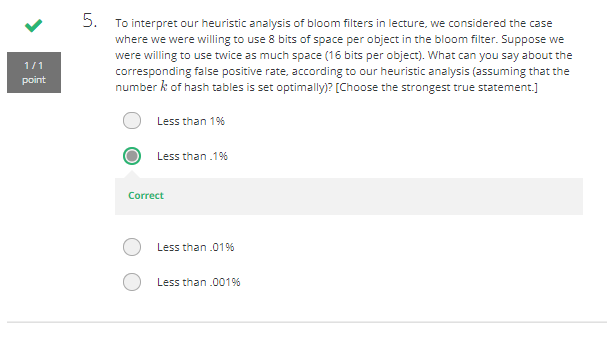 5. To interpret our heuristic analysis of bloom filters in lecture, we considered the case
where we were willing to use 8 bits of space per object in the bloom filter. Suppose we
were willing to use twice as much space (16 bits per object). What can you say about the
corresponding false positive rate, according to our heuristic analysis (assuming that the
number k of hash tables is set optimally)? [Choose the strongest true statement.]
1 / 1
point
Less than 1%
Less than .1%
Correct
Less than .01%
Less than .001%